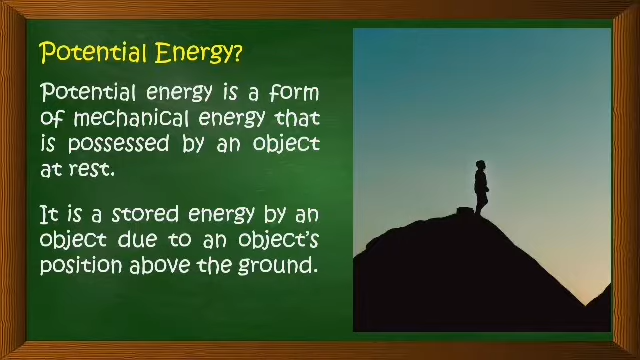 Potential Energy?
Potential energy is a form
of mechanical energy that
is possessed by an object
at rest.
It is a stored energy by an
object due to an object's
position above the ground.